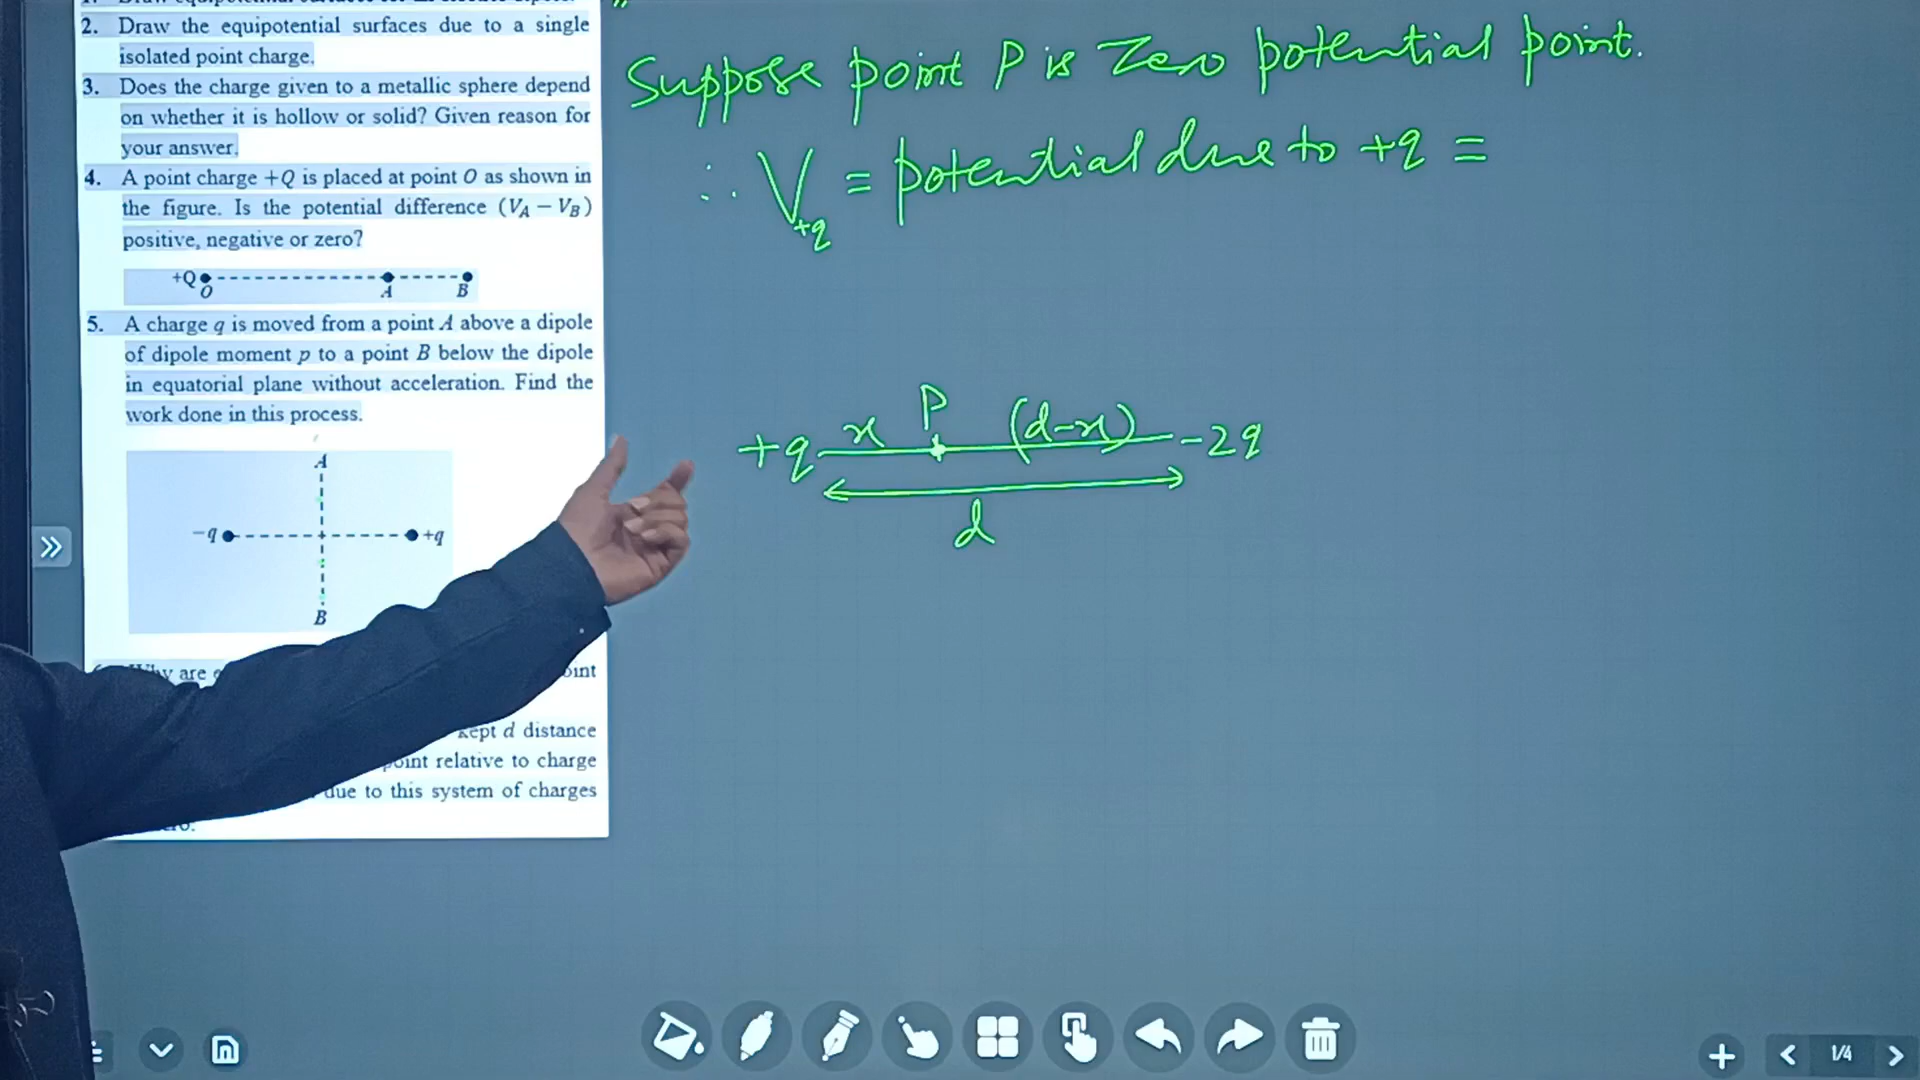 2. Draw the equipotential surfaces due to a single
isolated point charge.
3. Does the charge given to a metallic sphere depend
on whether it is hollow or solid? Given reason for
your answer.
4. A point charge +Q is placed at point O as shown in
the figure. Is the potential difference (V_A − V_B)
positive, negative or zero?
+Q
O A B
5. A charge q is moved from a point A above a dipole
of dipole moment p to a point B below the dipole
in equatorial plane without acceleration. Find the
work done in this process.
A
−q +q
B
are
kept d distance
point relative to charge
due to this system of charges
Suppose point P is Zero potential point.
∴ V_+q = potential due to +q =
P
+q x (d-x) -2q
d
1/4